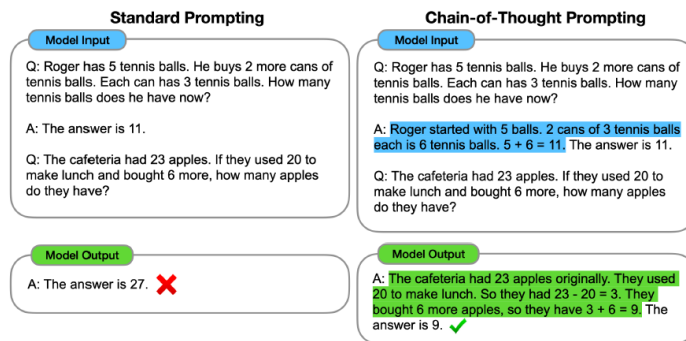 Standard Prompting
Model Input
Q: Roger has 5 tennis balls. He buys 2 more cans of
tennis balls. Each can has 3 tennis balls. How many
tennis balls does he have now?
A: The answer is 11.
Q: The cafeteria had 23 apples. If they used 20 to
make lunch and bought 6 more, how many apples
do they have?
Model Output
A: The answer is 27.
Chain-of-Thought Prompting
Model Input
Q: Roger has 5 tennis balls. He buys 2 more cans of
tennis balls. Each can has 3 tennis balls. How many
tennis balls does he have now?
A: Roger started with 5 balls. 2 cans of 3 tennis balls
each is 6 tennis balls. 5 + 6 = 11. The answer is 11.
Q: The cafeteria had 23 apples. If they used 20 to
make lunch and bought 6 more, how many apples
do they have?
Model Output
A: The cafeteria had 23 apples originally. They used
20 to make lunch. So they had 23 - 20 = 3. They
bought 6 more apples, so they have 3 + 6 = 9. The
answer is 9.